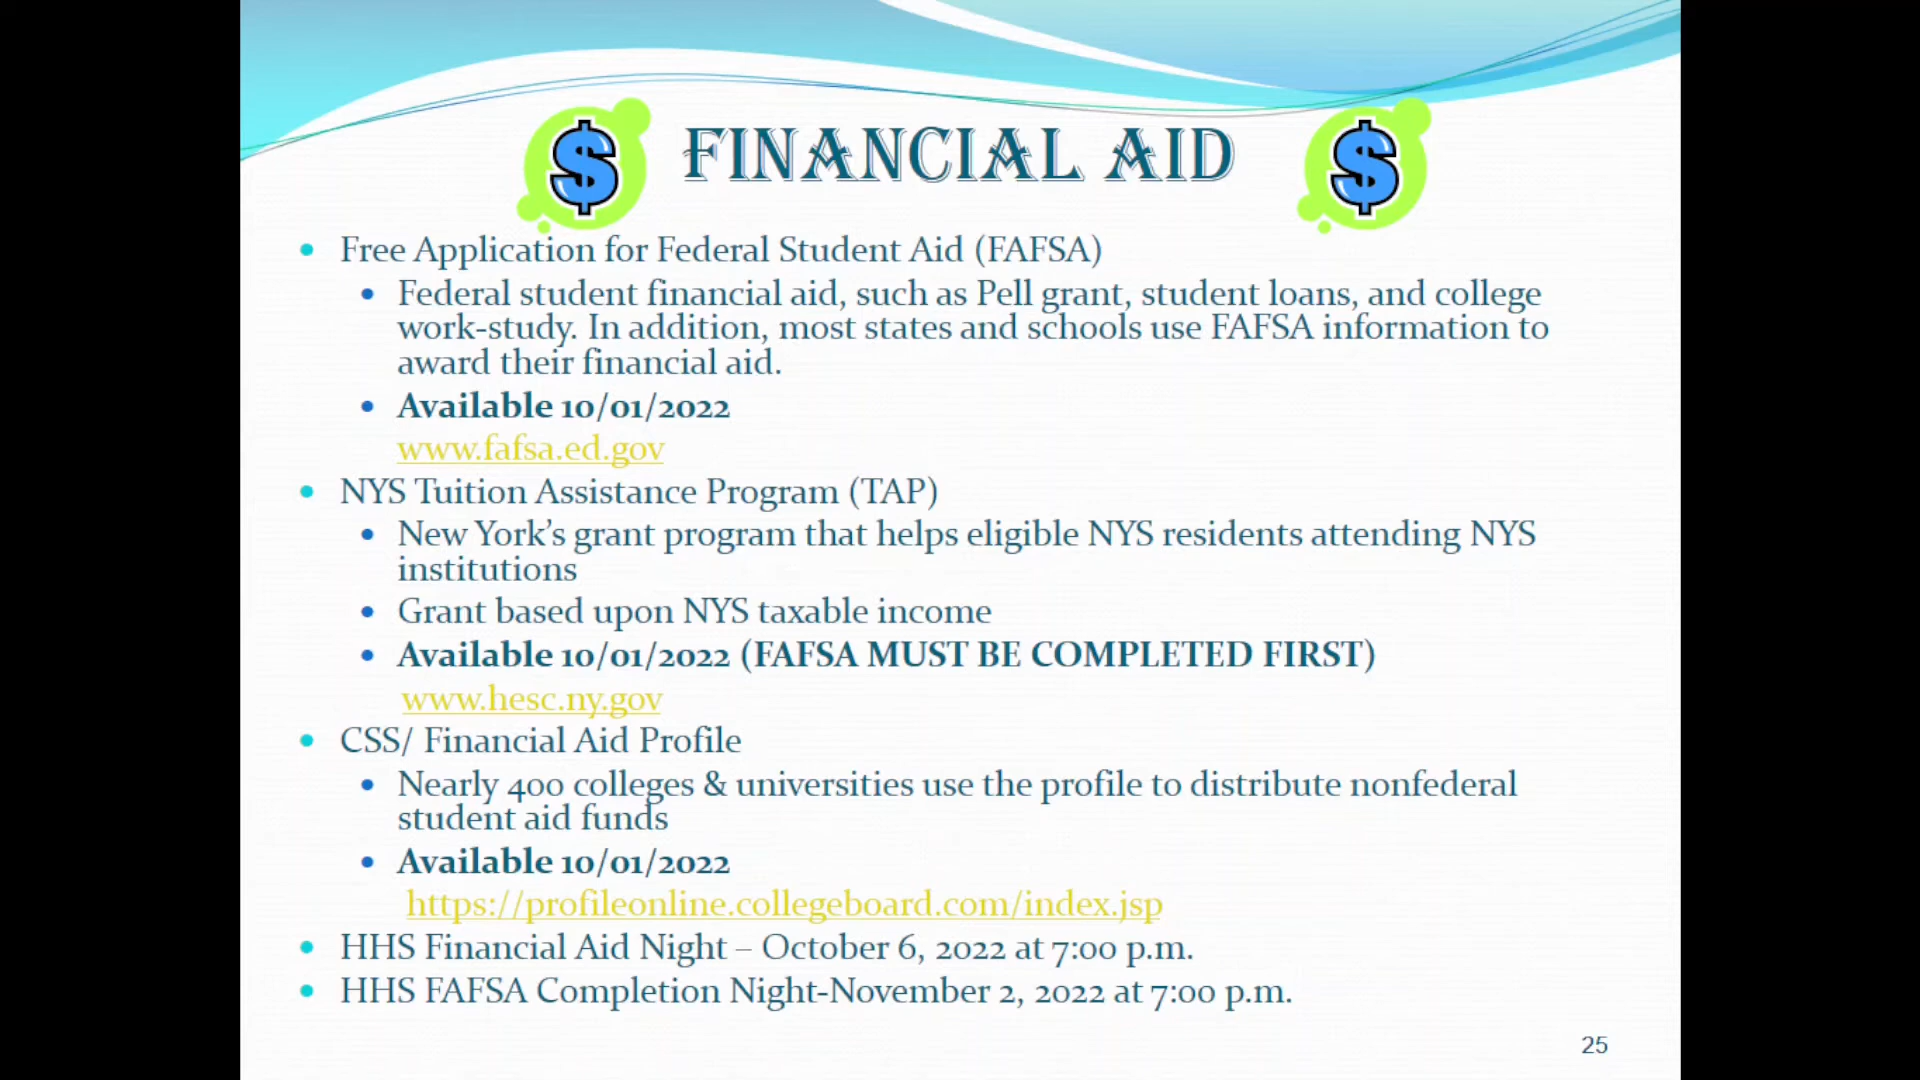 $ FINANCIAL AID $
• Free Application for Federal Student Aid (FAFSA)
• Federal student financial aid, such as Pell grant, student loans, and college
work-study. In addition, most states and schools use FAFSA information to
award their financial aid.
• Available 10/01/2022
www.fafsa.ed.gov
• NYS Tuition Assistance Program (TAP)
• New York’s grant program that helps eligible NYS residents attending NYS
institutions
• Grant based upon NYS taxable income
• Available 10/01/2022 (FAFSA MUST BE COMPLETED FIRST)
www.hesc.ny.gov
• CSS/ Financial Aid Profile
• Nearly 400 colleges & universities use the profile to distribute nonfederal
student aid funds
• Available 10/01/2022
https://profileonline.collegeboard.com/index.jsp
• HHS Financial Aid Night – October 6, 2022 at 7:00 p.m.
• HHS FAFSA Completion Night-November 2, 2022 at 7:00 p.m.
25